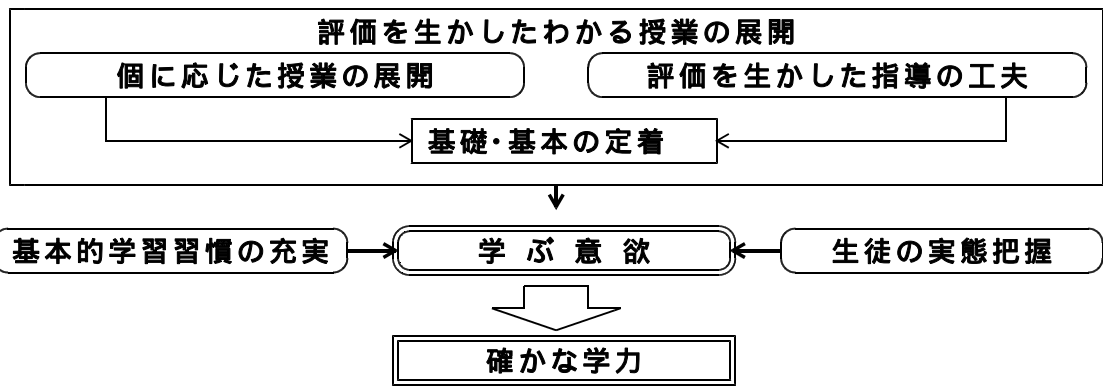 評価を生かしたわかる授業の展開
個に応じた授業の展開
評価を生かした指導の工夫
基礎・基本の定着
基本的学習習慣の充実
学ぶ意欲
生徒の実態把握
確かな学力